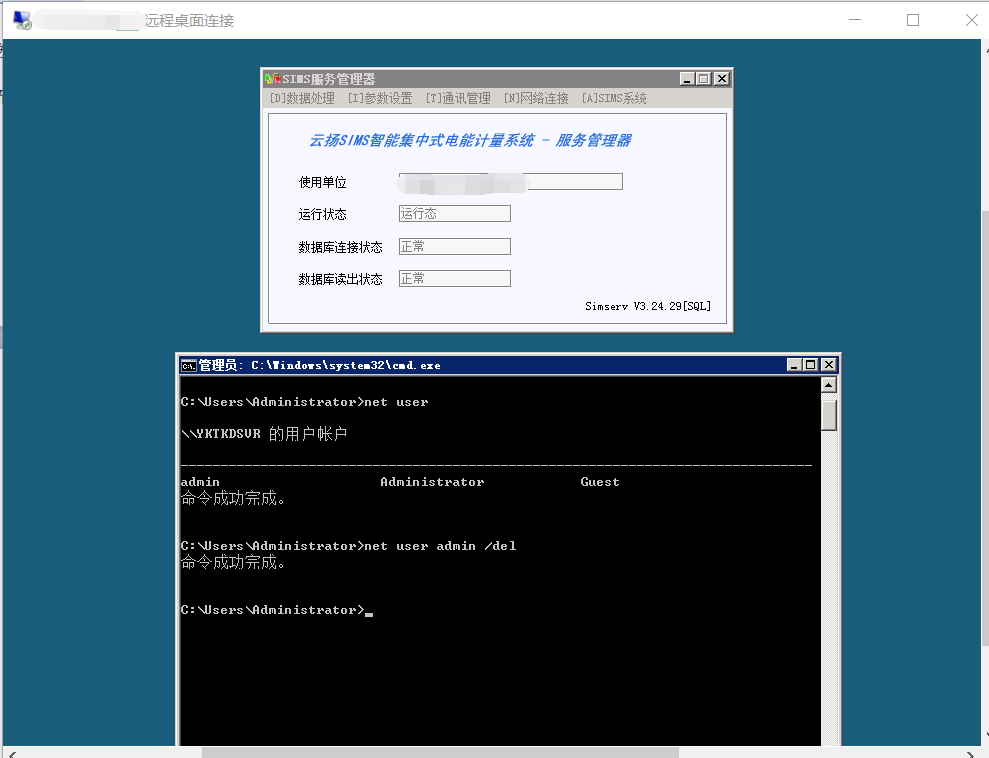 远程桌面连接
SIMS服务管理器
[D]数据处理 [I]参数设置 [T]通讯管理 [N]网络连接 [A]SIMS系统
云扬SIMS智能集中式电能计量系统 - 服务管理器
使用单位
运行状态 运行态
数据库连接状态 正常
数据库读出状态 正常
Simserv V3.24.29[SQL]
管理员: C:\Windows\system32\cmd.exe
C:\Users\Administrator>net user
\\YKTKDSVR 的用户帐户
-------------------------------------------------------------------------------
admin Administrator Guest
命令成功完成。
C:\Users\Administrator>net user admin /del
命令成功完成。
C:\Users\Administrator>_